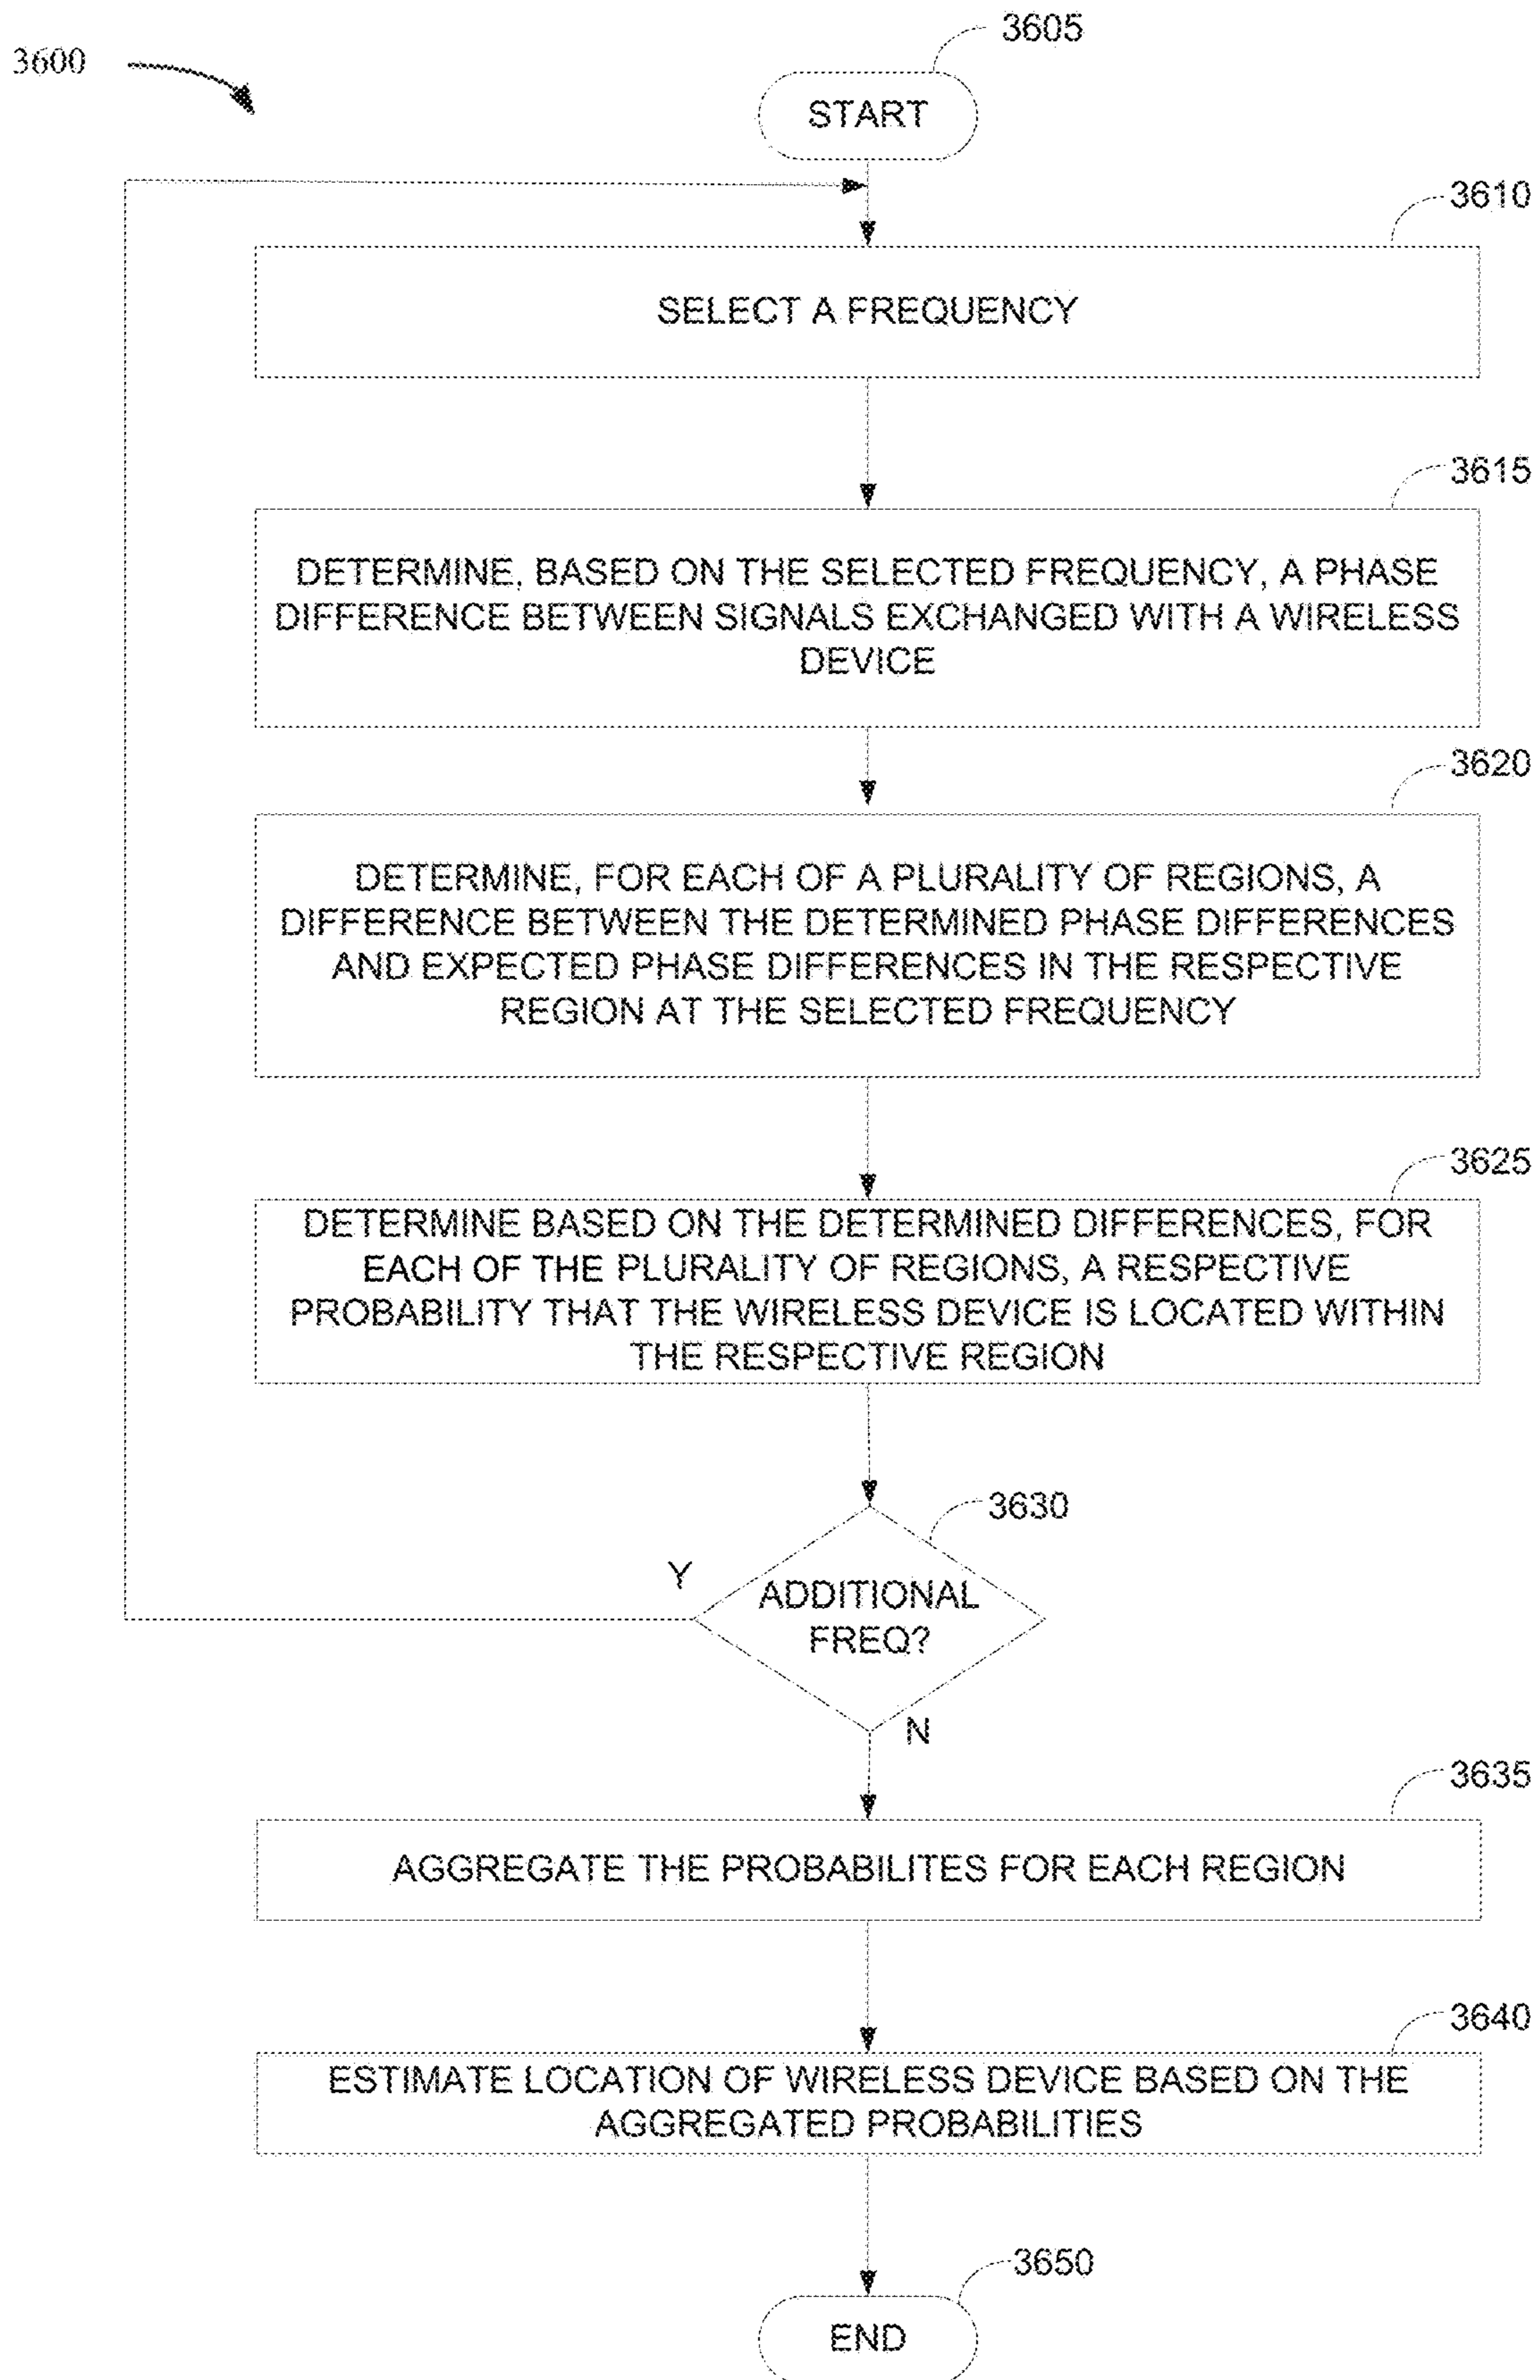 3600
3605
START
3610
SELECT A FREQUENCY
3615
DETERMINE, BASED ON THE SELECTED FREQUENCY, A PHASE
DIFFERENCE BETWEEN SIGNALS EXCHANGED WITH A WIRELESS
DEVICE
3620
DETERMINE, FOR EACH OF A PLURALITY OF REGIONS, A
DIFFERENCE BETWEEN THE DETERMINED PHASE DIFFERENCES
AND EXPECTED PHASE DIFFERENCES IN THE RESPECTIVE
REGION AT THE SELECTED FREQUENCY
3625
DETERMINE BASED ON THE DETERMINED DIFFERENCES, FOR
EACH OF THE PLURALITY OF REGIONS, A RESPECTIVE
PROBABILITY THAT THE WIRELESS DEVICE IS LOCATED WITHIN
THE RESPECTIVE REGION
3630
Y
ADDITIONAL
FREQ?
N
3635
AGGREGATE THE PROBABILITES FOR EACH REGION
3640
ESTIMATE LOCATION OF WIRELESS DEVICE BASED ON THE
AGGREGATED PROBABILITIES
3650
END